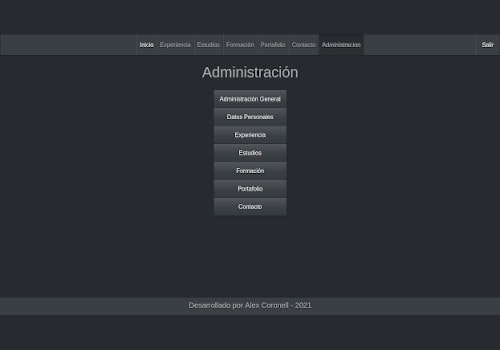 Inicio Experiencia Estudios Formación Portafolio Contacto Administracion Salir
Administración
Administración General
Datos Personales
Experiencia
Estudios
Formación
Portafolio
Contacto
Desarrollado por Alex Coronell - 2021